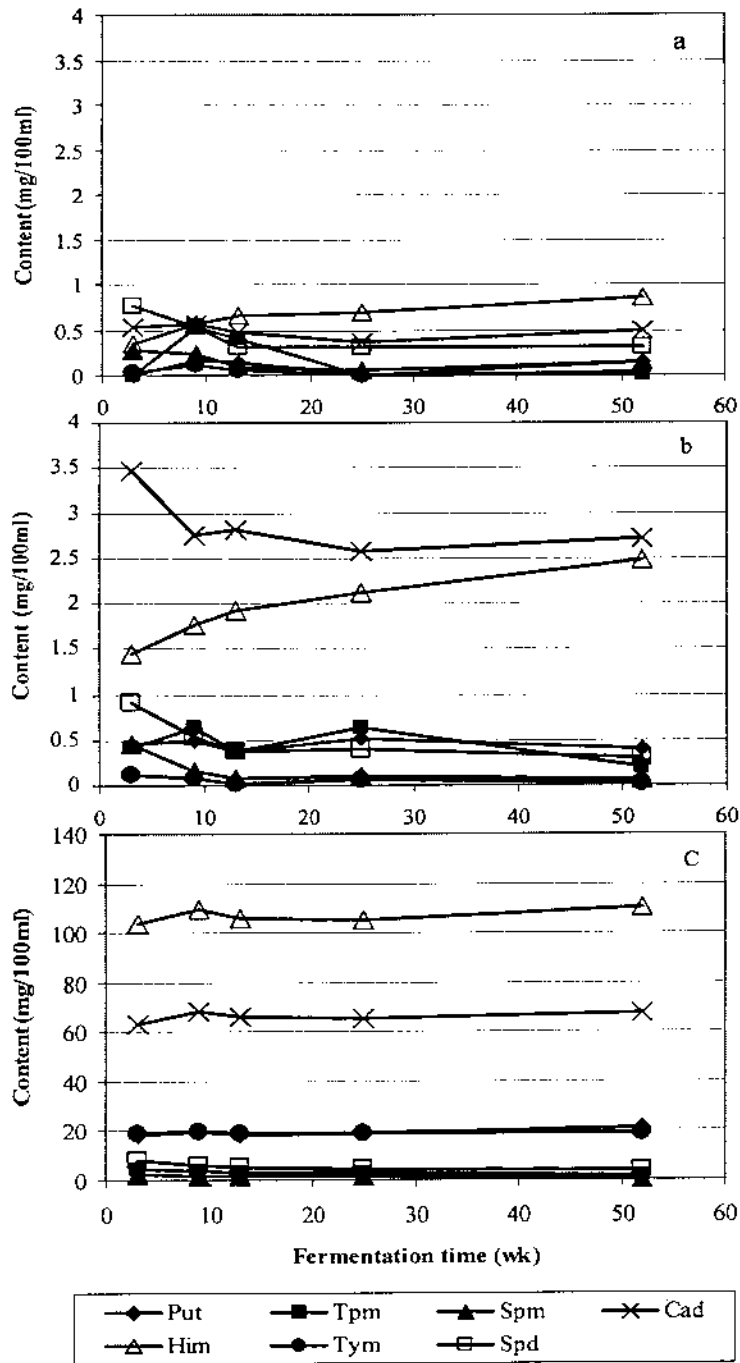 a
4
3.5
3
2.5
2
1.5
1
0.5
0
Content (mg/100ml)
0 10 20 30 40 50 60
b
4
3.5
3
2.5
2
1.5
1
0.5
0
Content (mg/100ml)
0 10 20 30 40 50 60
C
140
120
100
80
60
40
20
0
Content (mg/100ml)
0 10 20 30 40 50 60
Fermentation time (wk)
Put Tpm Spm Cad
Him Tym Spd